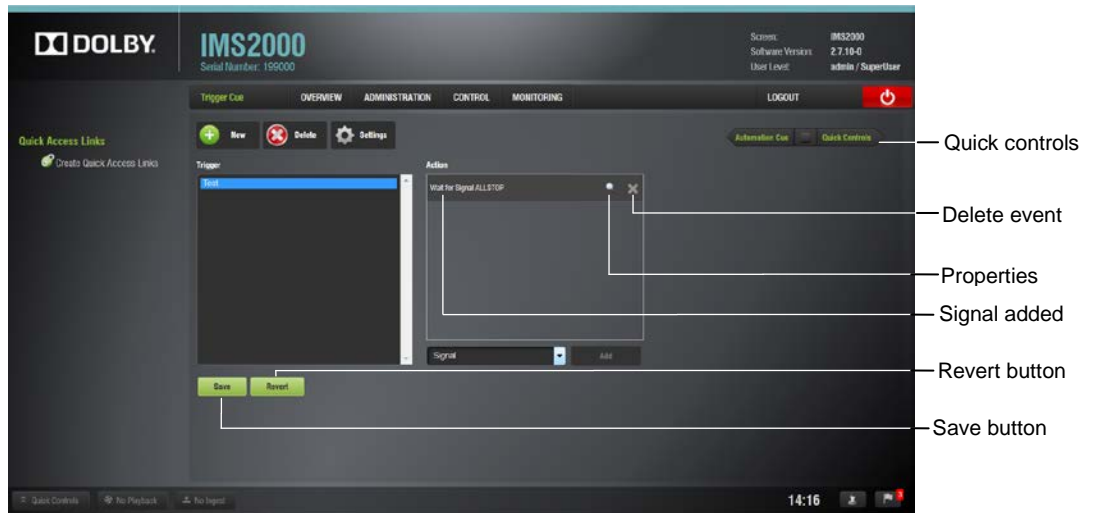 DOLBY.
IMS2000
Serial Number: 199000
Screen: IMS2000
Software Version: 2.7.10-0
User Level: admin / SuperUser
Trigger Cue OVERVIEW ADMINISTRATION CONTROL MONITORING LOGOUT
Quick Access Links
Create Quick Access Links
New Delete Settings
Automation Cue Quick Controls
Quick controls
Trigger
Action
Test
Wait for Signal ALLSTOP
Delete event
Properties
Signal added
Signal Add
Revert button
Save Revert
Save button
Quick Controls No Playback No Ingest 14:16 3